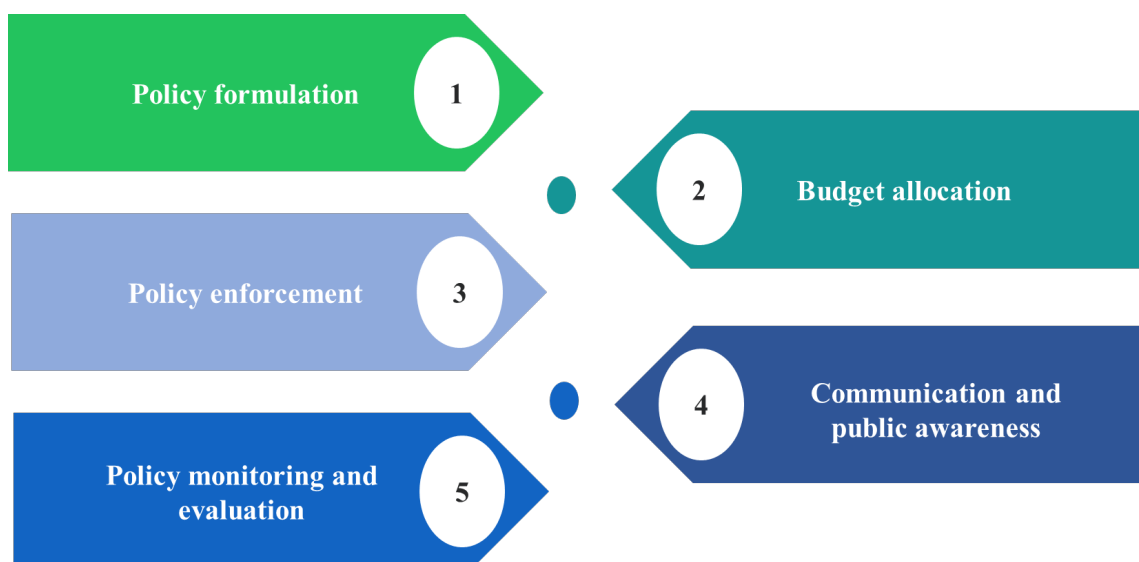 Policy formulation
1
2
Budget allocation
Policy enforcement
3
4
Communication and
public awareness
Policy monitoring and
evaluation
5